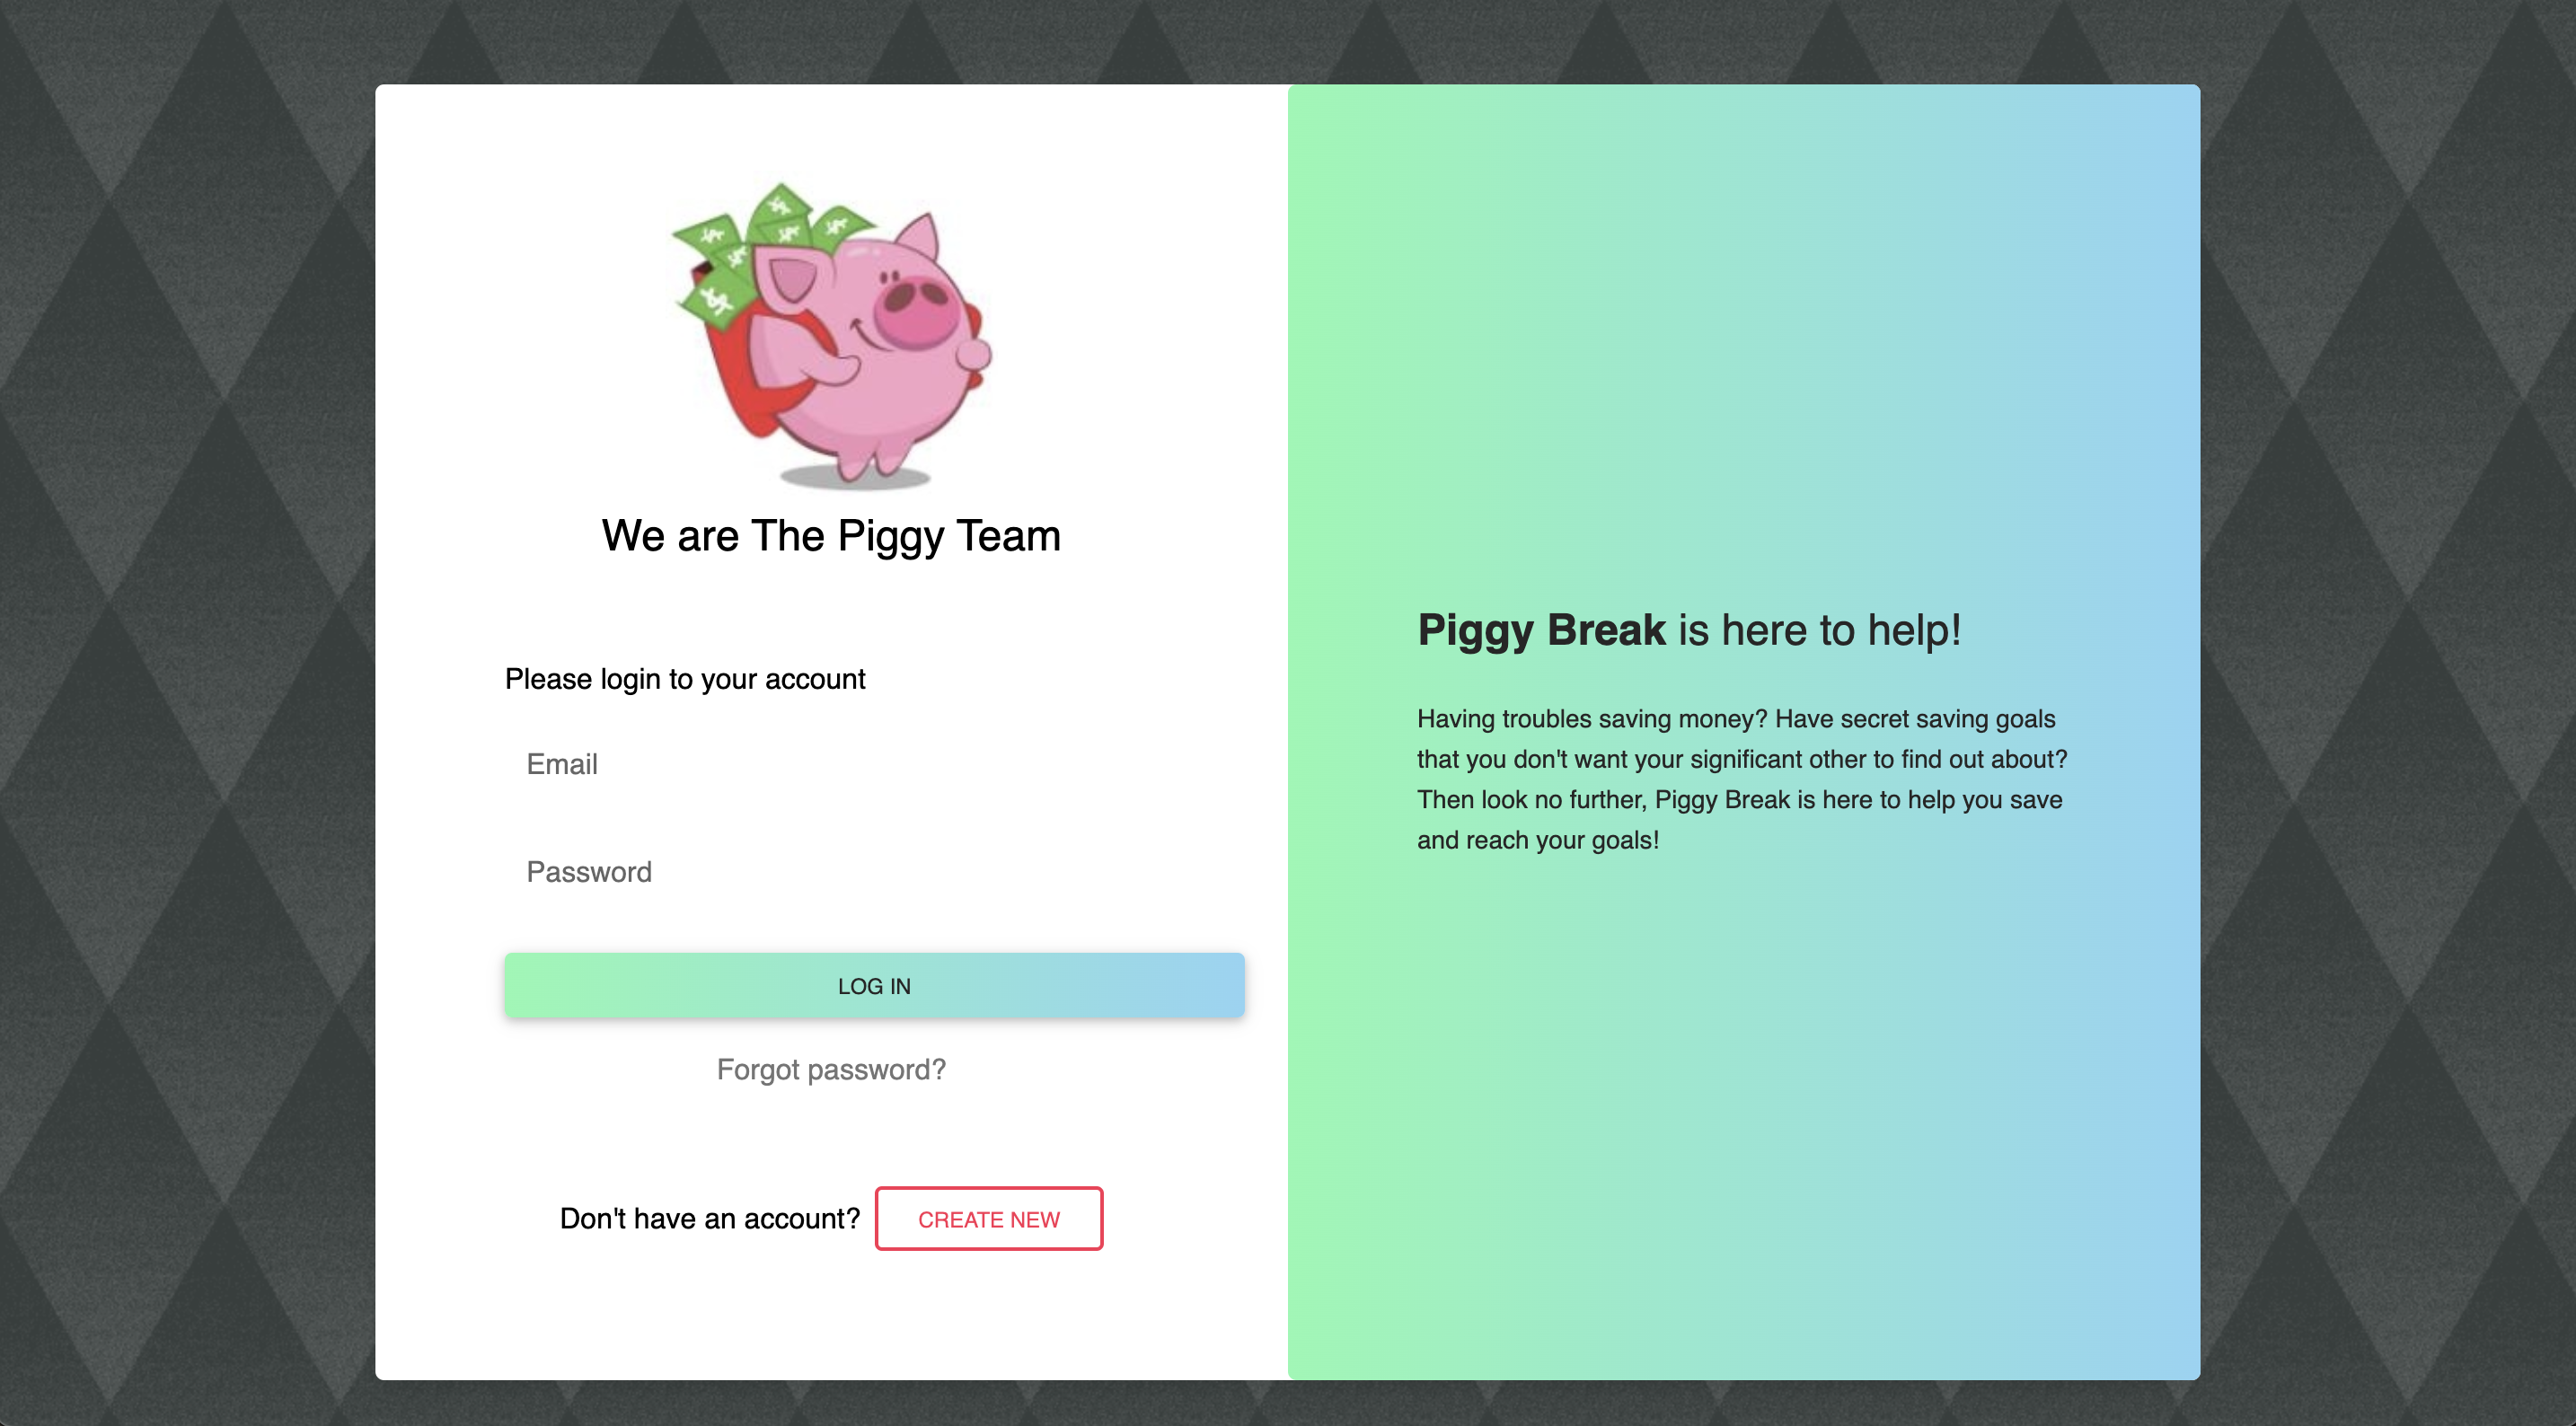 We are The Piggy Team
Please login to your account
Email
Password
LOG IN
Forgot password?
Don't have an account? CREATE NEW
Piggy Break is here to help!
Having troubles saving money? Have secret saving goals
that you don't want your significant other to find out about?
Then look no further, Piggy Break is here to help you save
and reach your goals!